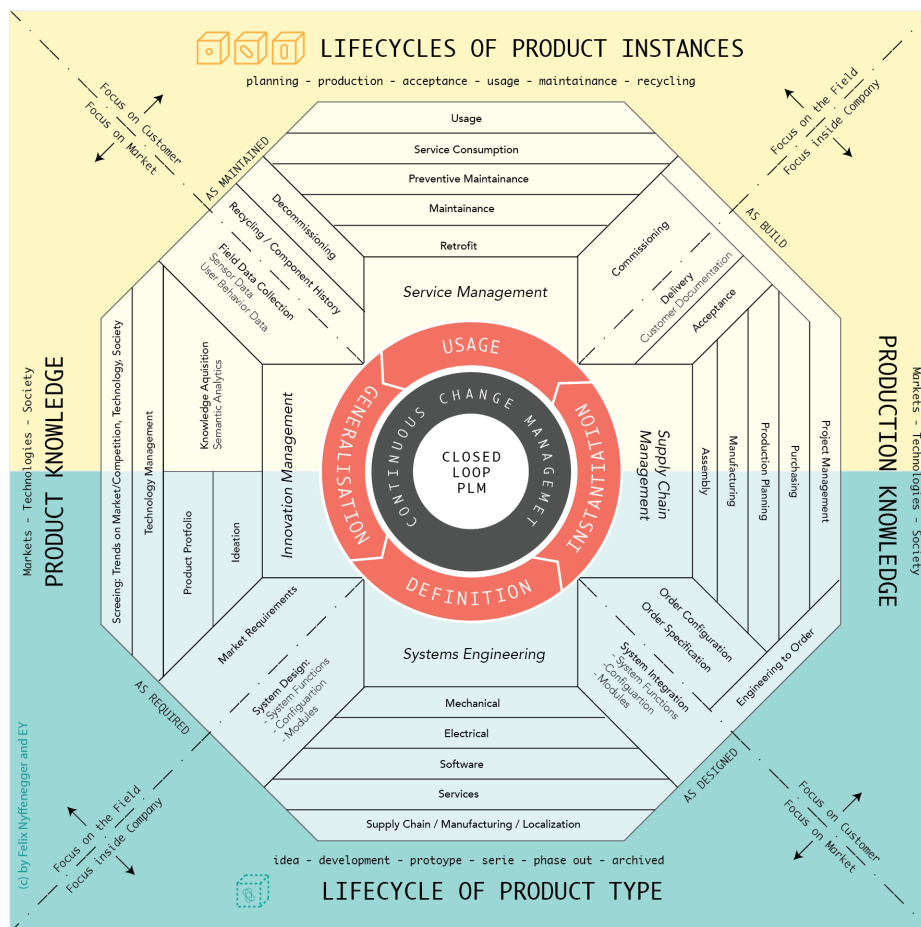 LIFECYCLES OF PRODUCT INSTANCES
planning - production - acceptance - usage - maintainance - recycling
Focus on Customer
Focus on Market
Focus on the Field
Focus inside Company
AS MAINTAINED
AS BUILD
Usage
Service Consumption
Preventive Maintainance
Maintainance
Retrofit
Service Management
Decommissioning
Recycling / Component History
Field Data Collection
Sensor Data
User Behavior Data
Commissioning
Delivery
Customer Documentation
Acceptance
Markets - Technologies - Society
PRODUCT KNOWLEDGE
Screeing: Trends on Market/Competition, Technology, Society
Technology Management
Knowledge Aquisition
Semantic Analytics
Product Protfolio
Ideation
Innovation Management
USAGE
INSTANTIATION
DEFINITION
GENERALISATION
CONTINUOUS CHANGE MANAGEMET
CLOSED
LOOP
PLM
Supply Chain
Management
Assembly
Manufacturing
Production Planning
Purchasing
Project Management
PRODUCTION KNOWLEDGE
Markets - Technologies - Society
Market Requirements
System Design:
- System Functions
- Configuartion
- Modules
Systems Engineering
Mechanical
Electrical
Software
Services
Supply Chain / Manufacturing / Localization
Order Configuration
Order Specification
System Integration
- System Functions
-Configuartion
- Modules
Engineering to Order
AS REQUIRED
AS DESIGNED
Focus on the Field
Focus inside Company
Focus on Customer
Focus on Market
idea - development - protoype - serie - phase out - archived
LIFECYCLE OF PRODUCT TYPE
(c) by Felix Nyffenegger and EY